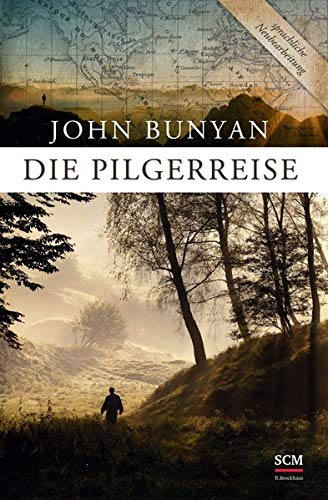 sprachliche
Neubearbeitung
JOHN BUNYAN
DIE PILGERREISE
SCM
R.Brockhaus